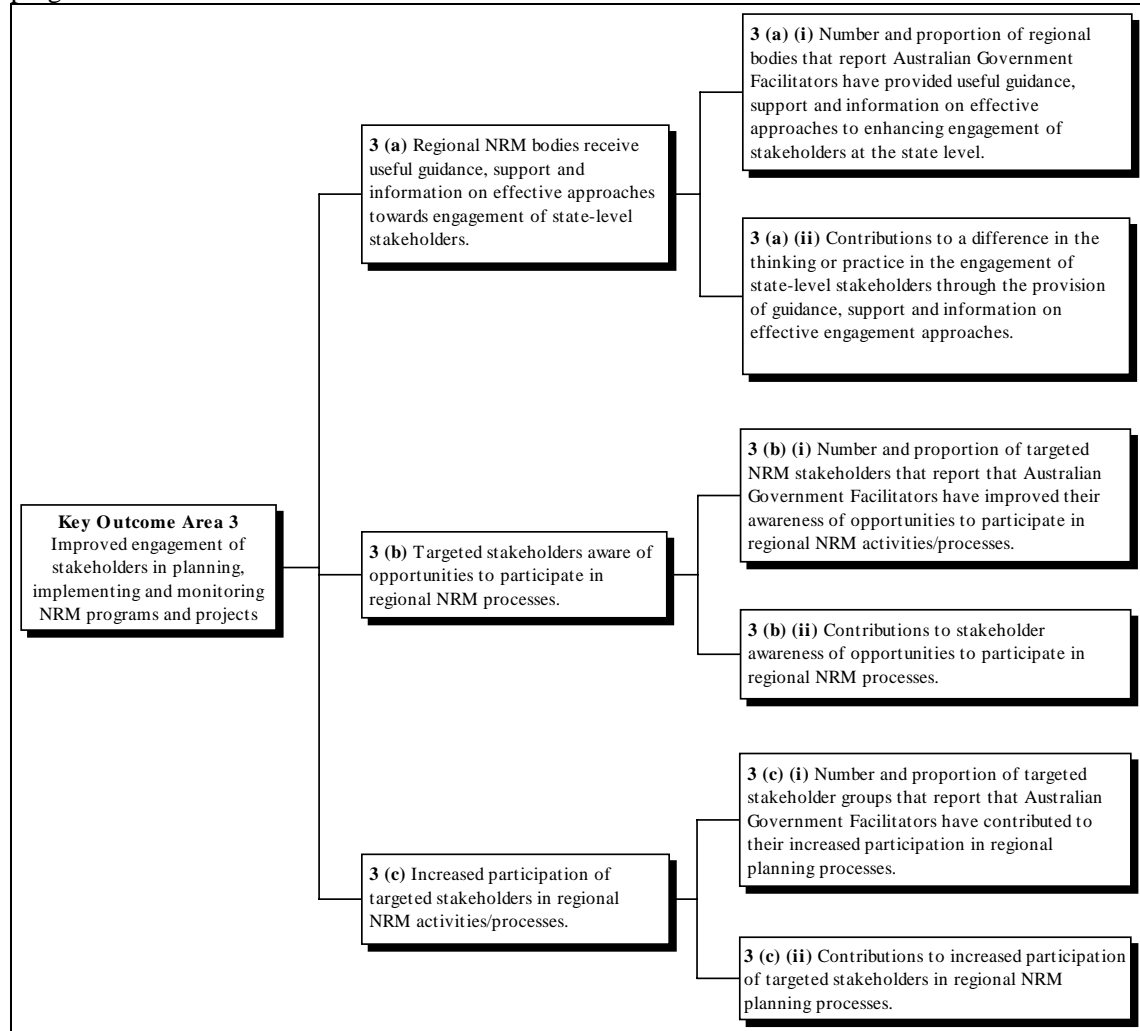 3 (a) (i) Number and proportion of regional
bodies that report Australian Government
Facilitators have provided useful guidance,
support and information on effective
approaches to enhancing engagement of
stakeholders at the state level.
3 (a) Regional NRM bodies receive
useful guidance, support and
information on effective approaches
towards engagement of state-level
stakeholders.
3 (a) (ii) Contributions to a difference in the
thinking or practice in the engagement of
state-level stakeholders through the provision
of guidance, support and information on
effective engagement approaches.
3 (b) (i) Number and proportion of targeted
NRM stakeholders that report that Australian
Government Facilitators have improved their
awareness of opportunities to participate in
regional NRM activities/processes.
Key Outcome Area 3
Improved engagement of
stakeholders in planning,
implementing and monitoring
NRM programs and projects
3 (b) Targeted stakeholders aware of
opportunities to participate in
regional NRM processes.
3 (b) (ii) Contributions to stakeholder
awareness of opportunities to participate in
regional NRM processes.
3 (c) (i) Number and proportion of targeted
stakeholder groups that report that Australian
Government Facilitators have contributed to
their increased participation in regional
planning processes.
3 (c) Increased participation of
targeted stakeholders in regional
NRM activities/processes.
3 (c) (ii) Contributions to increased participation
of targeted stakeholders in regional NRM
planning processes.